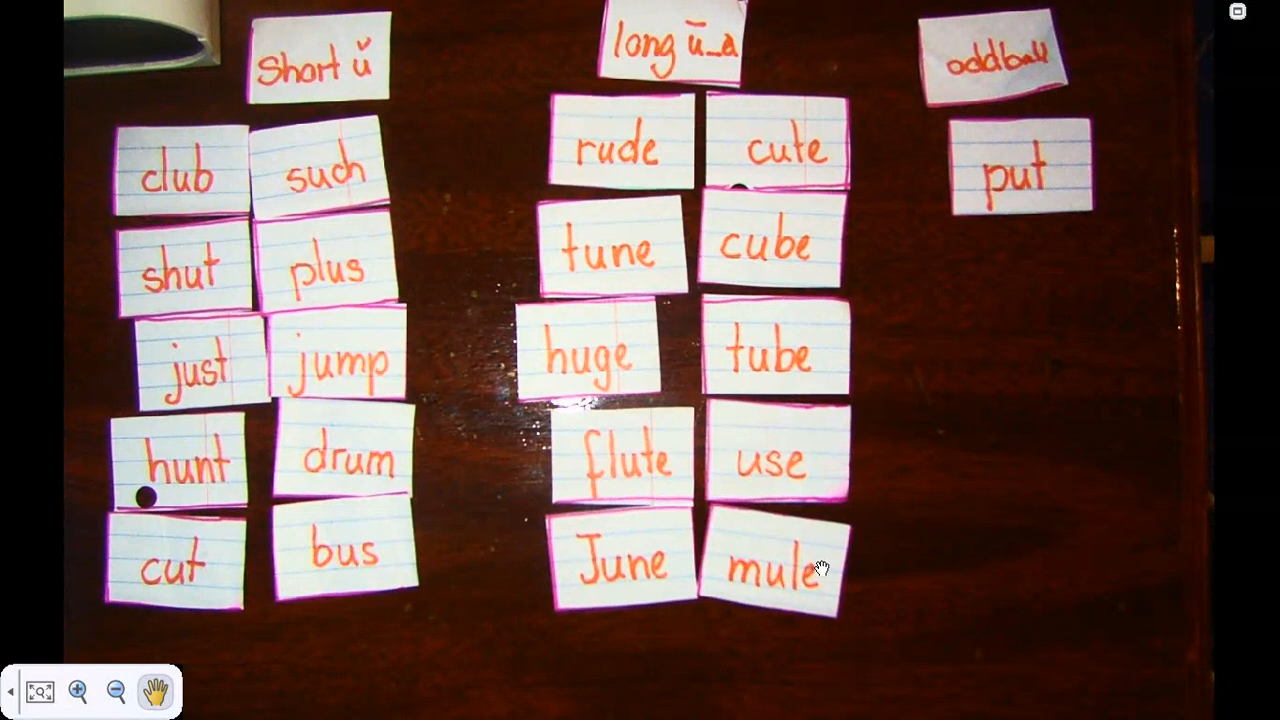 short ŭ
long ū_a
oddball
club such
shut plus
just jump
hunt drum
cut bus
rude cute
tune cube
huge tube
flute use
June mule
put